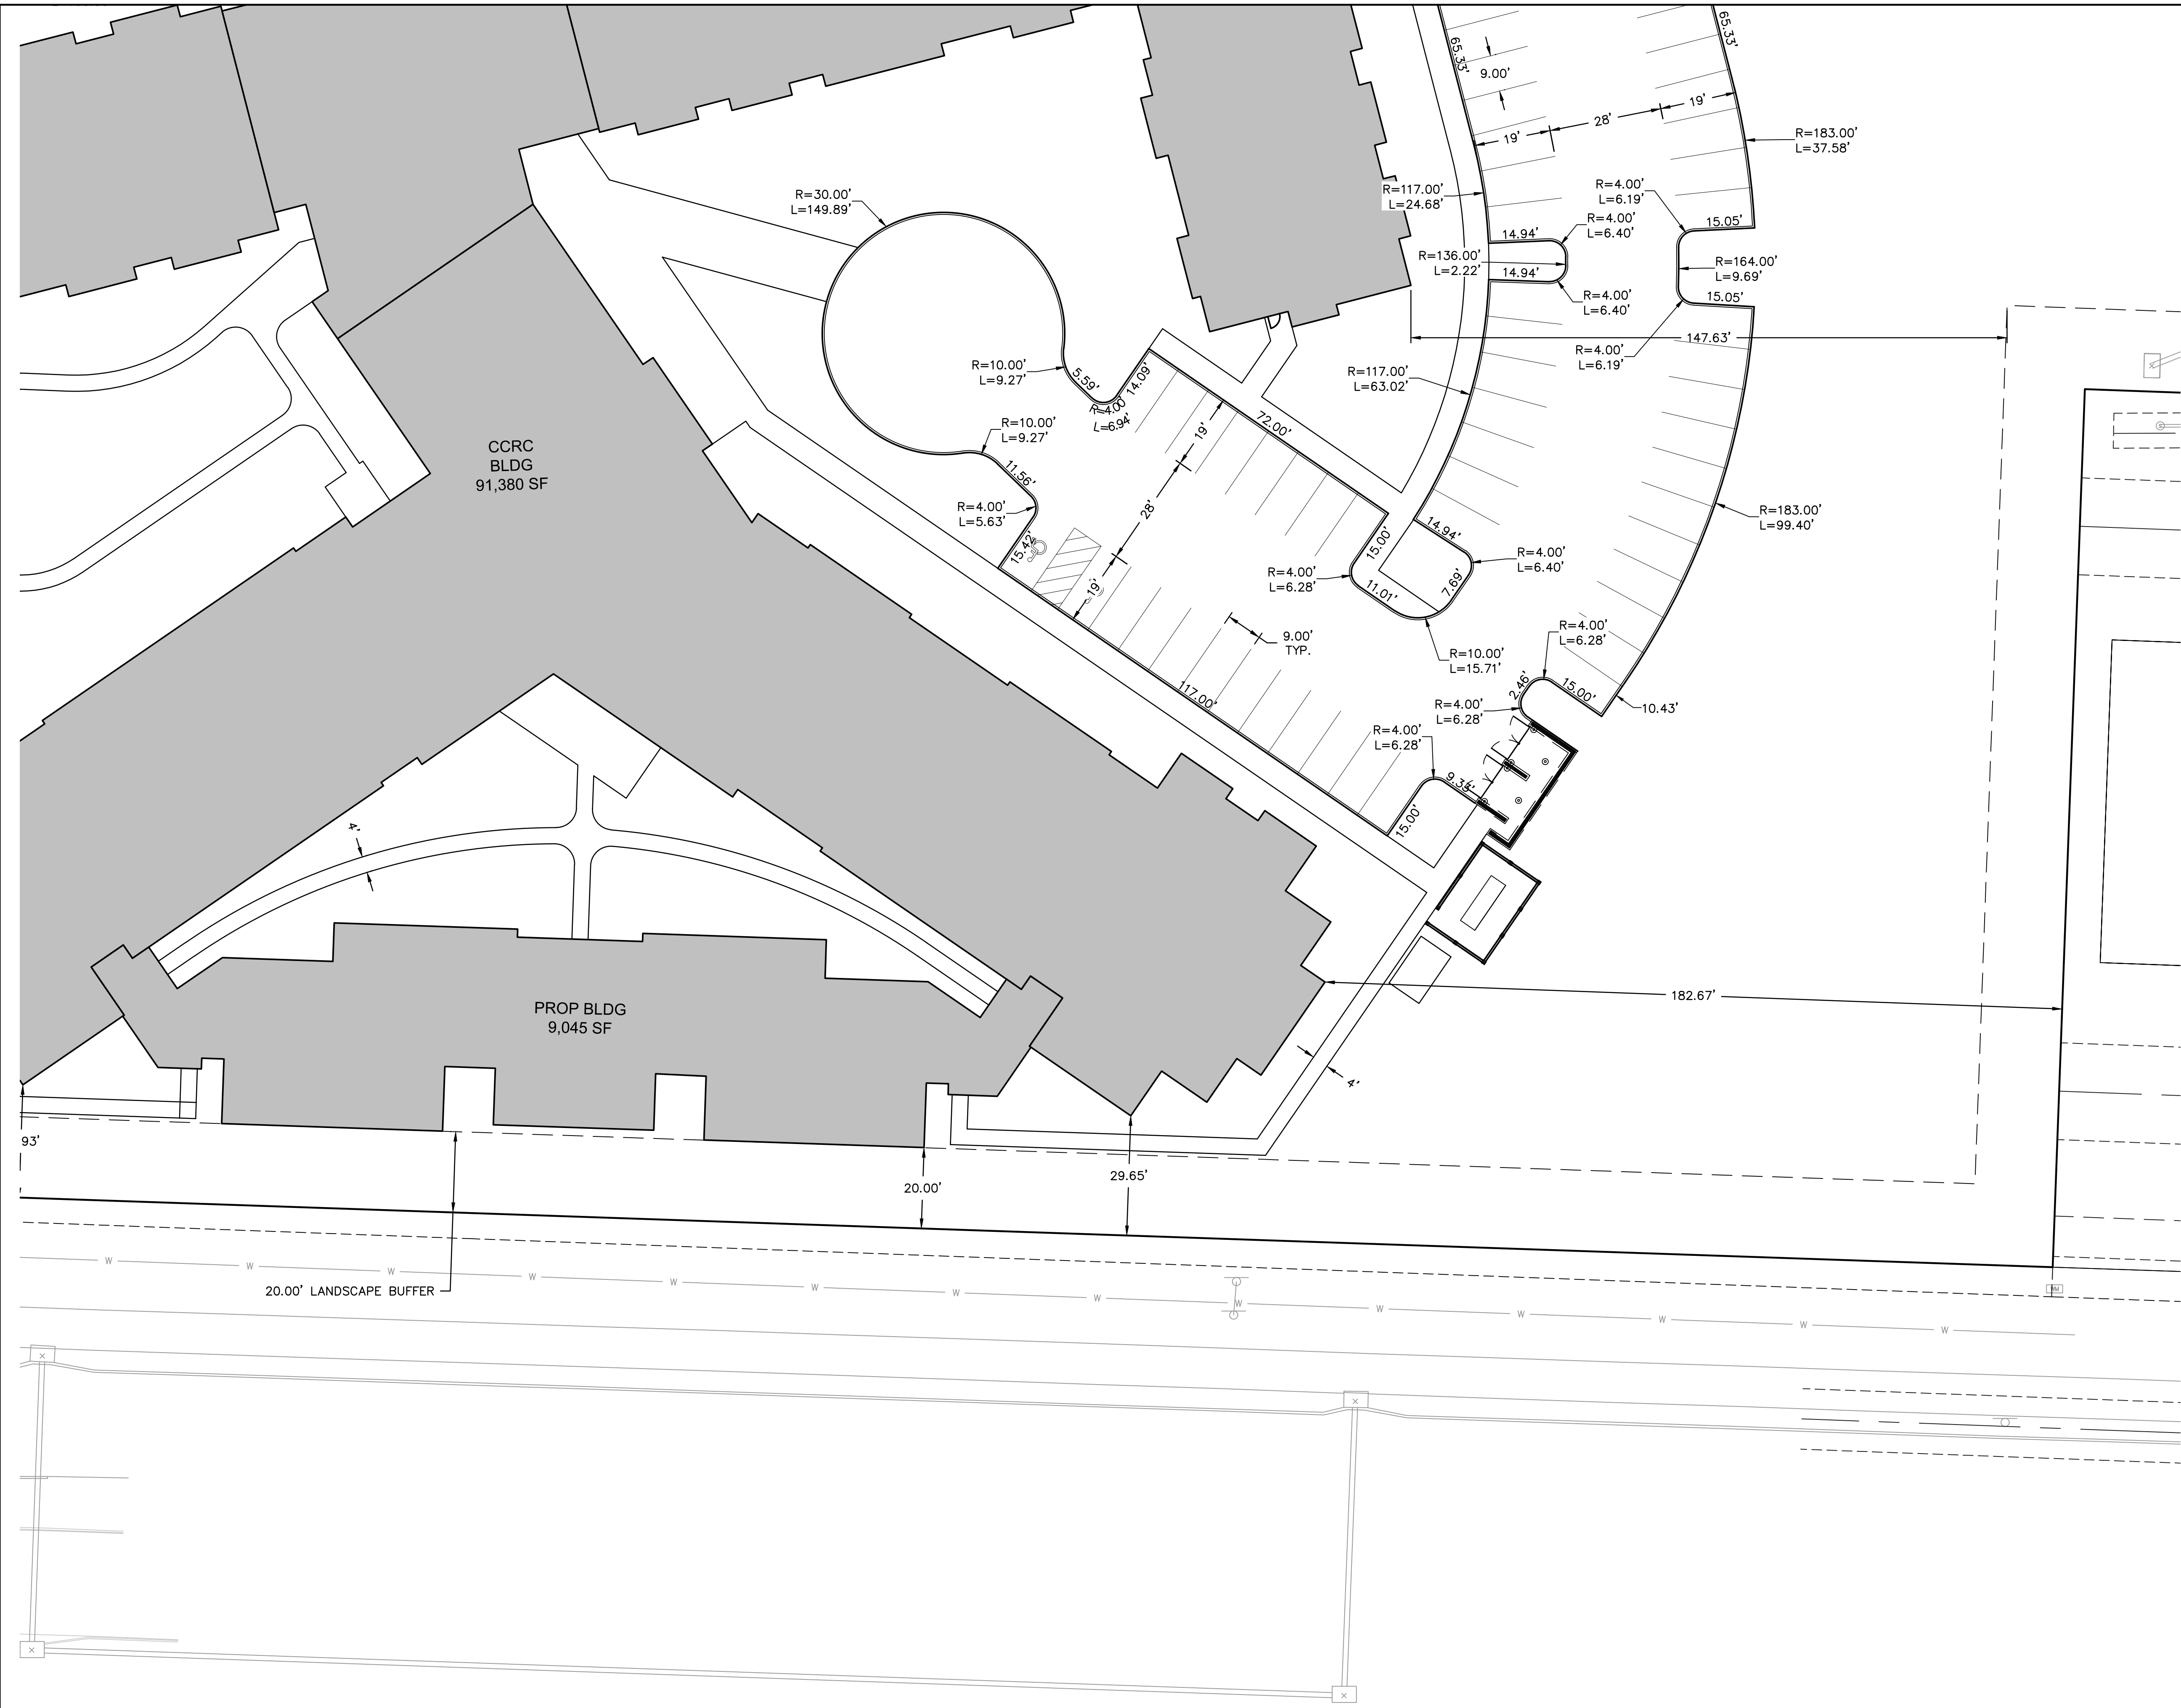 65.33'
65.33'
9.00'
19'
28'
19'
R=183.00'
L=37.58'
R=30.00'
L=149.89'
R=117.00'
L=24.68'
R=4.00'
L=6.19'
R=4.00'
L=6.40'
15.05'
14.94'
R=136.00'
L=2.22'
14.94'
R=164.00'
L=9.69'
R=4.00'
L=6.40'
15.05'
147.63'
R=4.00'
L=6.19'
R=10.00'
L=9.27'
5.59'
14.09'
R=4.00'
L=6.94'
R=117.00'
L=63.02'
72.00'
19'
R=10.00'
L=9.27'
CCRC
BLDG
91,380 SF
11.56'
28'
R=4.00'
L=5.63'
15.42'
R=183.00'
L=99.40'
14.94'
15.00'
R=4.00'
L=6.40'
R=4.00'
L=6.28'
7.69'
11.01'
19'
9.00'
TYP.
R=4.00'
L=6.28'
R=10.00'
L=15.71'
2.46'
15.00'
117.00'
R=4.00'
L=6.28'
10.43'
R=4.00'
L=6.28'
9.35'
15.00'
4'
PROP BLDG
9,045 SF
182.67'
4'
93'
20.00'
29.65'
20.00' LANDSCAPE BUFFER
W W W W W W W W W W W W W W